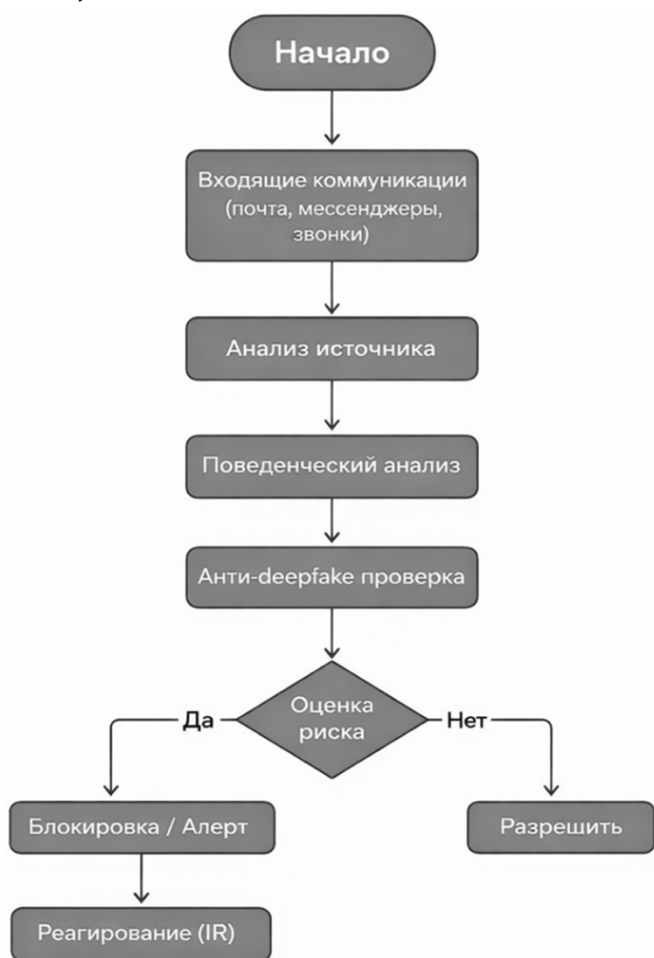 Начало
Входящие коммуникации
(почта, мессенджеры,
звонки)
Анализ источника
Поведенческий анализ
Анти-deepfake проверка
Оценка
риска
Да
Нет
Блокировка / Алерт
Разрешить
Реагирование (IR)